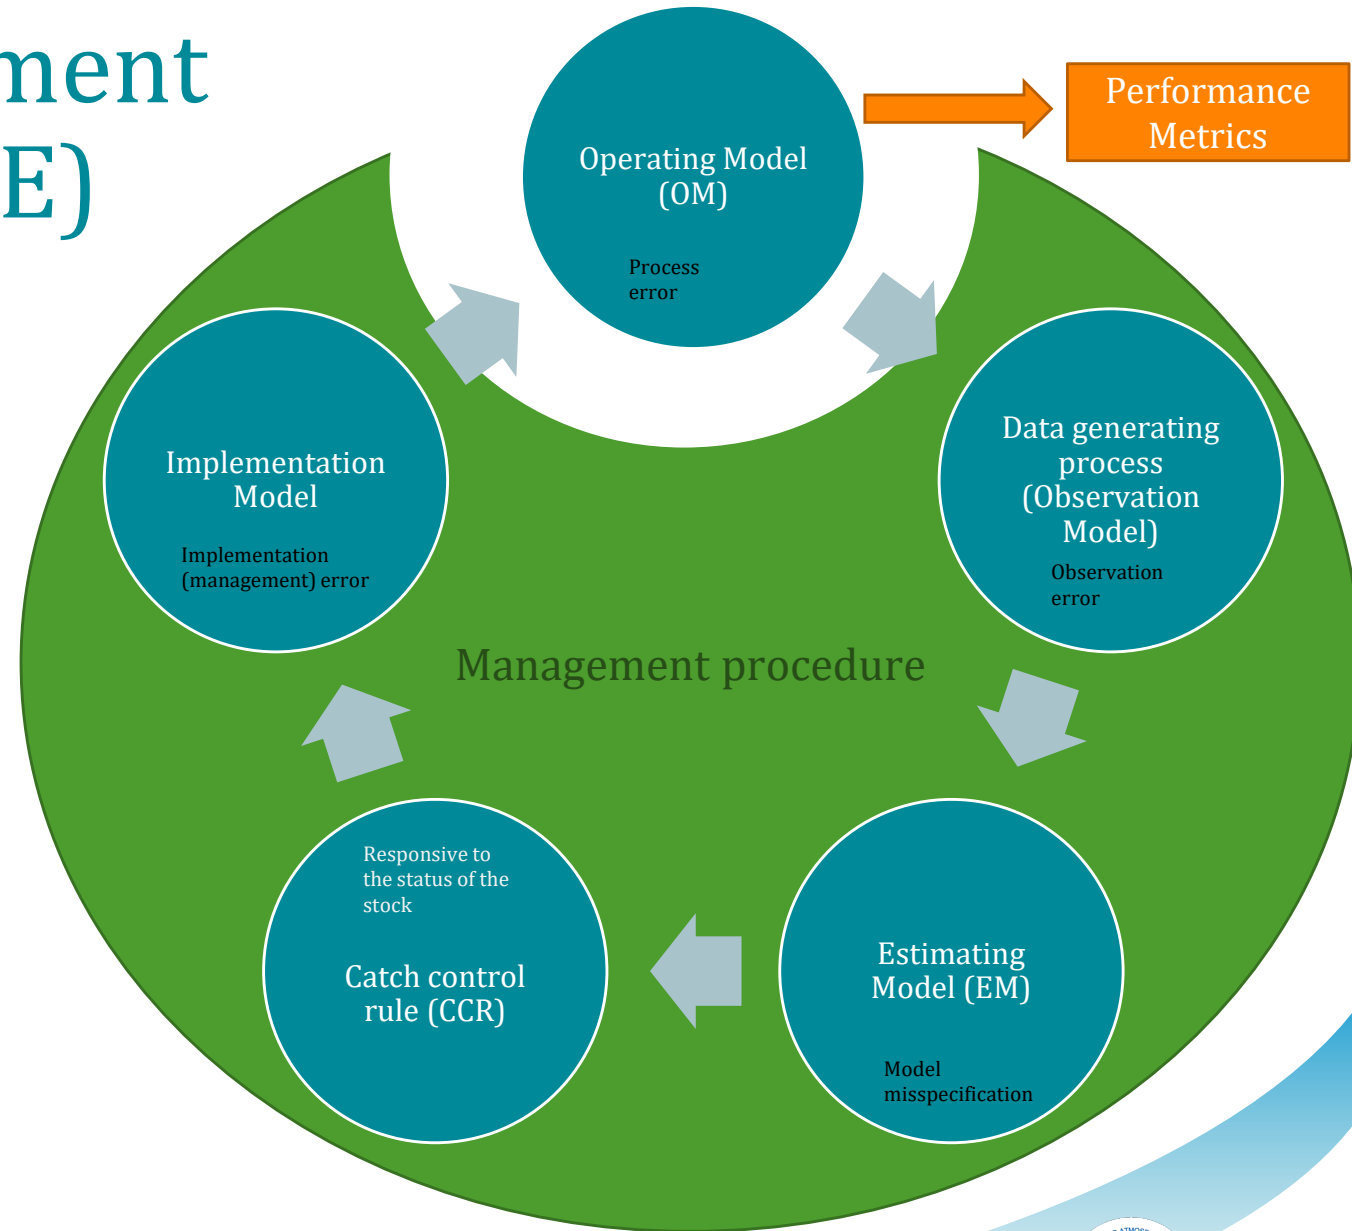 ment
E)
Performance
Metrics
Operating Model
(OM)
Process
error
Implementation
Model
Implementation
(management) error
Data generating
process
(Observation
Model)
Observation
error
Management procedure
Responsive to
the status of the
stock
Catch control
rule (CCR)
Estimating
Model (EM)
Model
misspecification